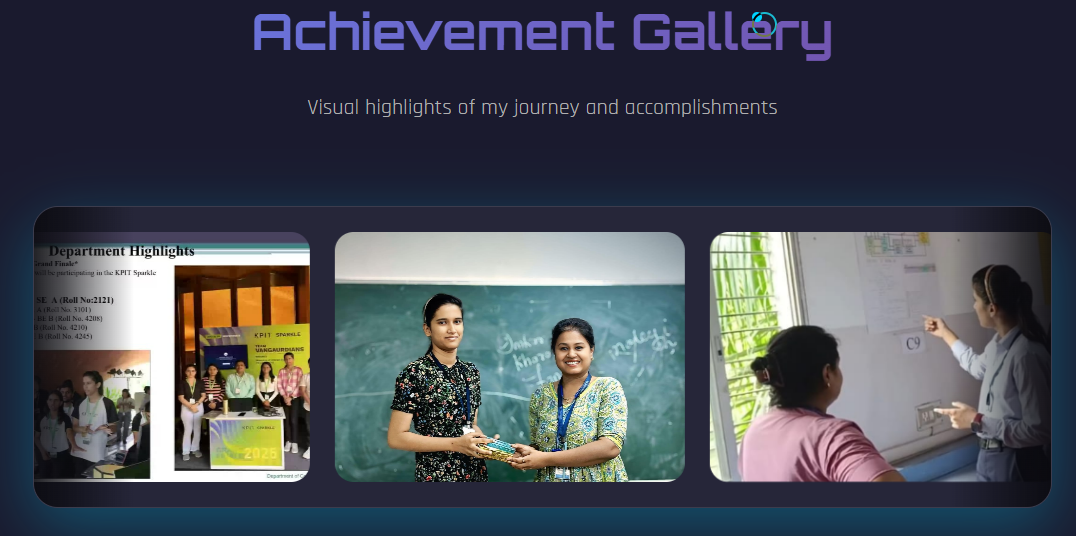 Achievement Gallery
Visual highlights of my journey and accomplishments
Department Highlights
Grand Finale*
will be participating in the KPIT Sparkle
SE A (Roll No:2121)
A (Roll No. 3101)
BE B (Roll No. 4208)
(Roll No. 4210)
(Roll No. 4245)
KPIT SPARKLE
VANGAURDIANS
KPIT SPARKLE
2025
Department of C
C9